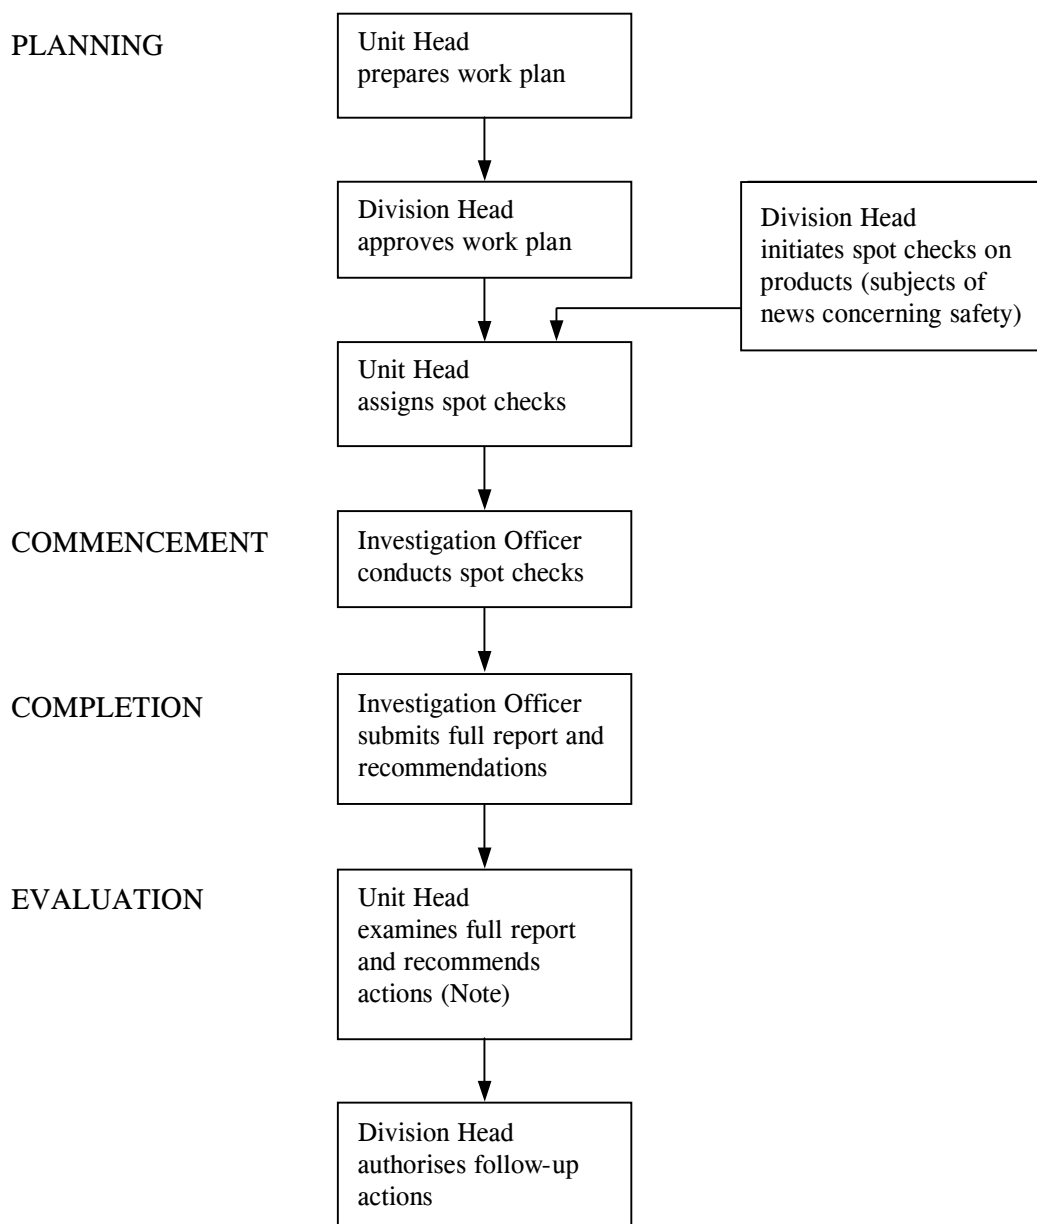 PLANNING
Unit Head
prepares work plan
Division Head
approves work plan
Division Head
initiates spot checks on
products (subjects of
news concerning safety)
Unit Head
assigns spot checks
COMMENCEMENT
Investigation Officer
conducts spot checks
COMPLETION
Investigation Officer
submits full report and
recommendations
EVALUATION
Unit Head
examines full report
and recommends
actions (Note)
Division Head
authorises follow-up
actions